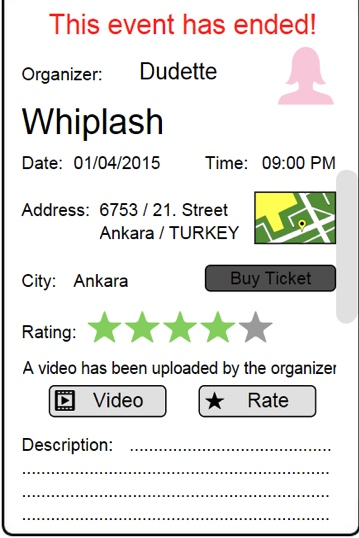 This event has ended!
Organizer: Dudette
Whiplash
Date: 01/04/2015 Time: 09:00 PM
Address: 6753 / 21. Street
Ankara / TURKEY
City: Ankara Buy Ticket
Rating:
A video has been uploaded by the organizer
Video Rate
Description: ....................................
......................................................
......................................................
......................................................